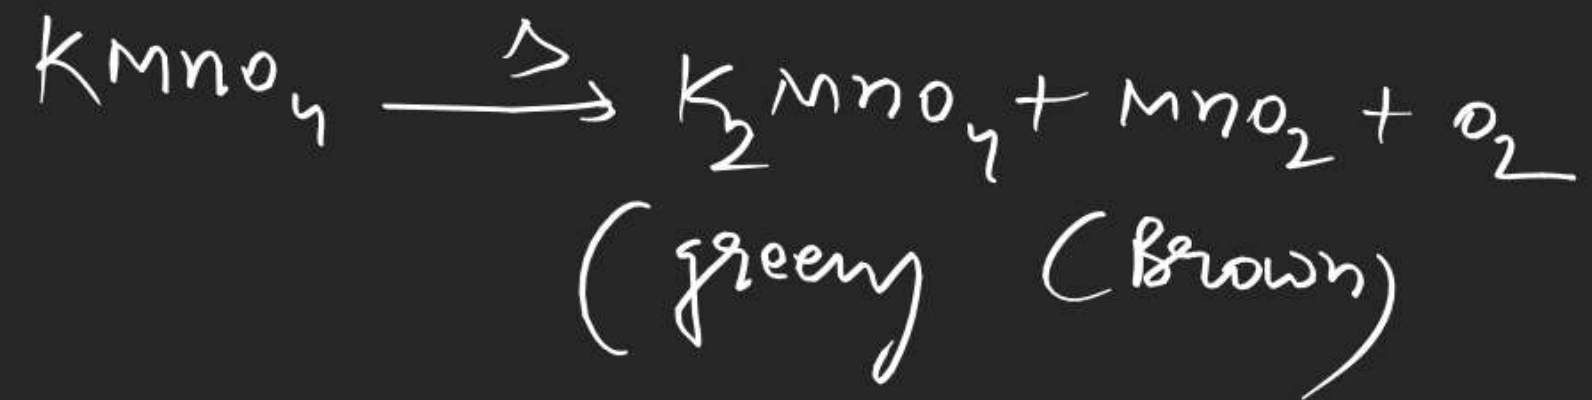 KMnO₄ —Δ→ K₂MnO₄ + MnO₂ + O₂
(green) (Brown)